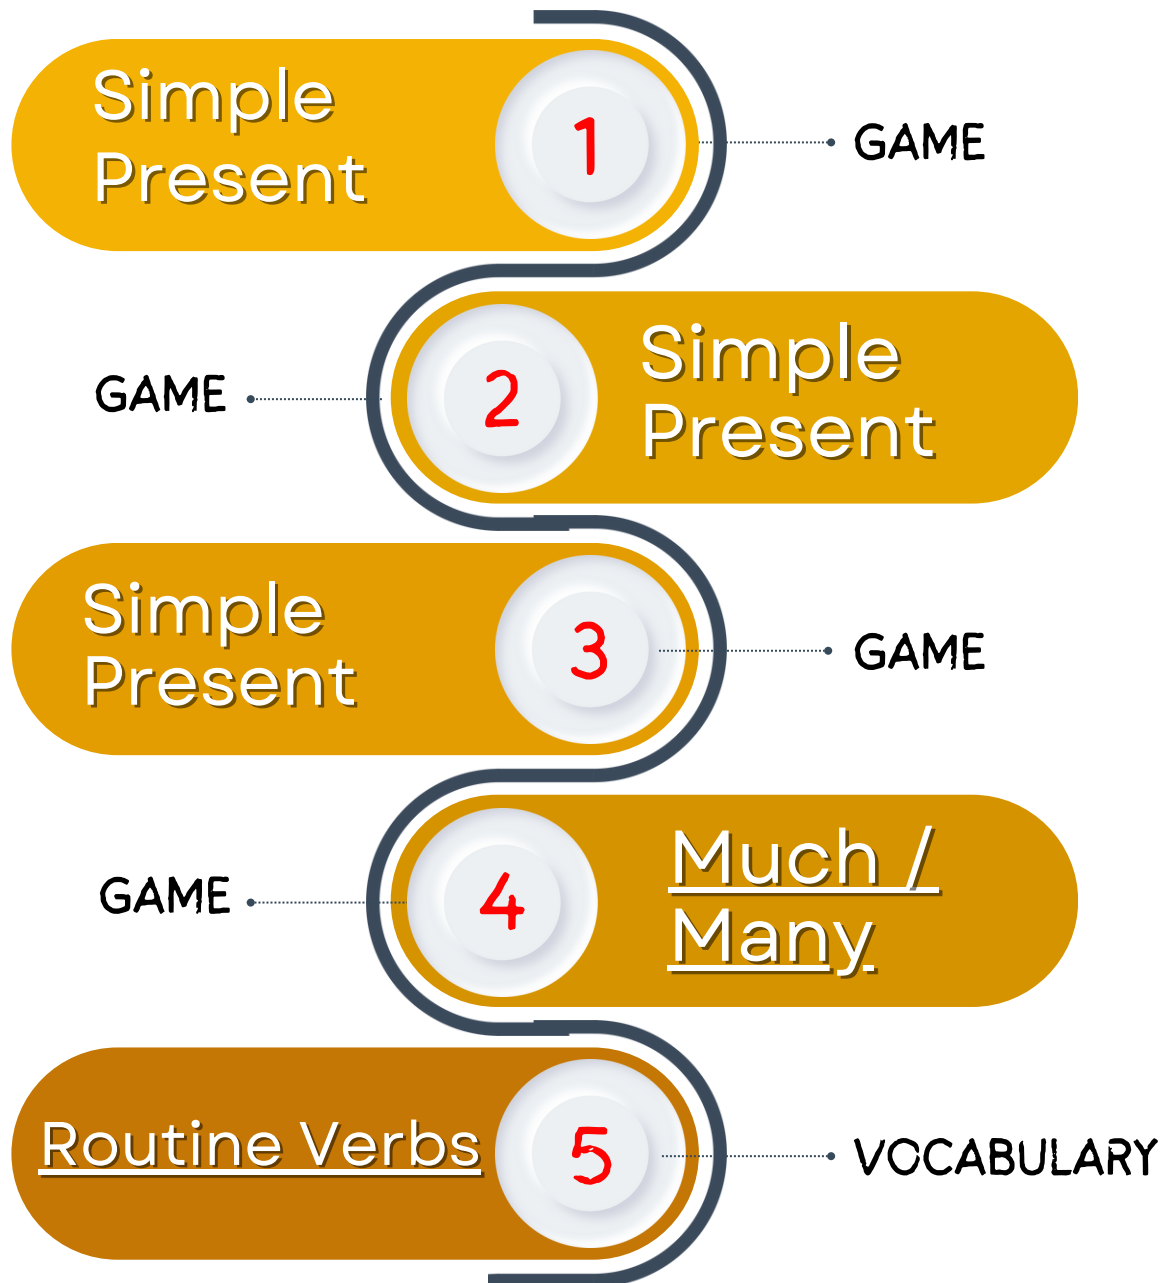 Simple
Present
1
GAME
GAME
2
Simple
Present
Simple
Present
3
GAME
GAME
4
Much /
Many
Routine Verbs
5
VOCABULARY